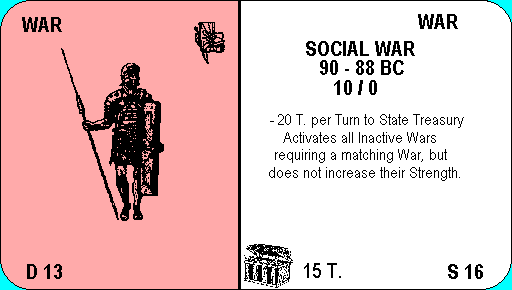 WAR
D 13
WAR
SOCIAL WAR
90 - 88 BC
10 / 0
- 20 T. per Turn to State Treasury
Activates all Inactive Wars
requiring a matching War, but
does not increase their Strength.
15 T.
S 16